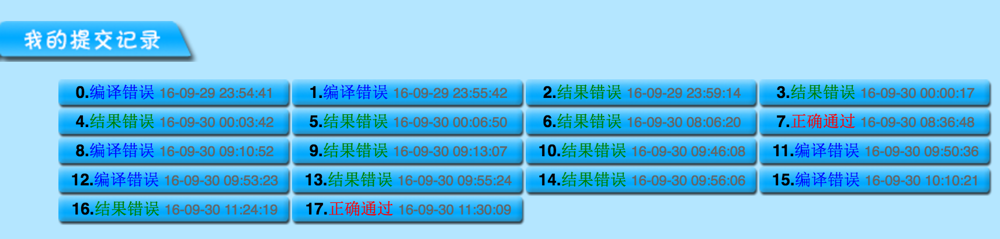 我的提交记录
0.编译错误 16-09-29 23:54:41 1.编译错误 16-09-29 23:55:42 2.结果错误 16-09-29 23:59:14 3.结果错误 16-09-30 00:00:17
4.结果错误 16-09-30 00:03:42 5.结果错误 16-09-30 00:06:50 6.结果错误 16-09-30 08:06:20 7.正确通过 16-09-30 08:36:48
8.编译错误 16-09-30 09:10:52 9.结果错误 16-09-30 09:13:07 10.结果错误 16-09-30 09:46:08 11.编译错误 16-09-30 09:50:36
12.编译错误 16-09-30 09:53:23 13.结果错误 16-09-30 09:55:24 14.结果错误 16-09-30 09:56:06 15.编译错误 16-09-30 10:10:21
16.结果错误 16-09-30 11:24:19 17.正确通过 16-09-30 11:30:09